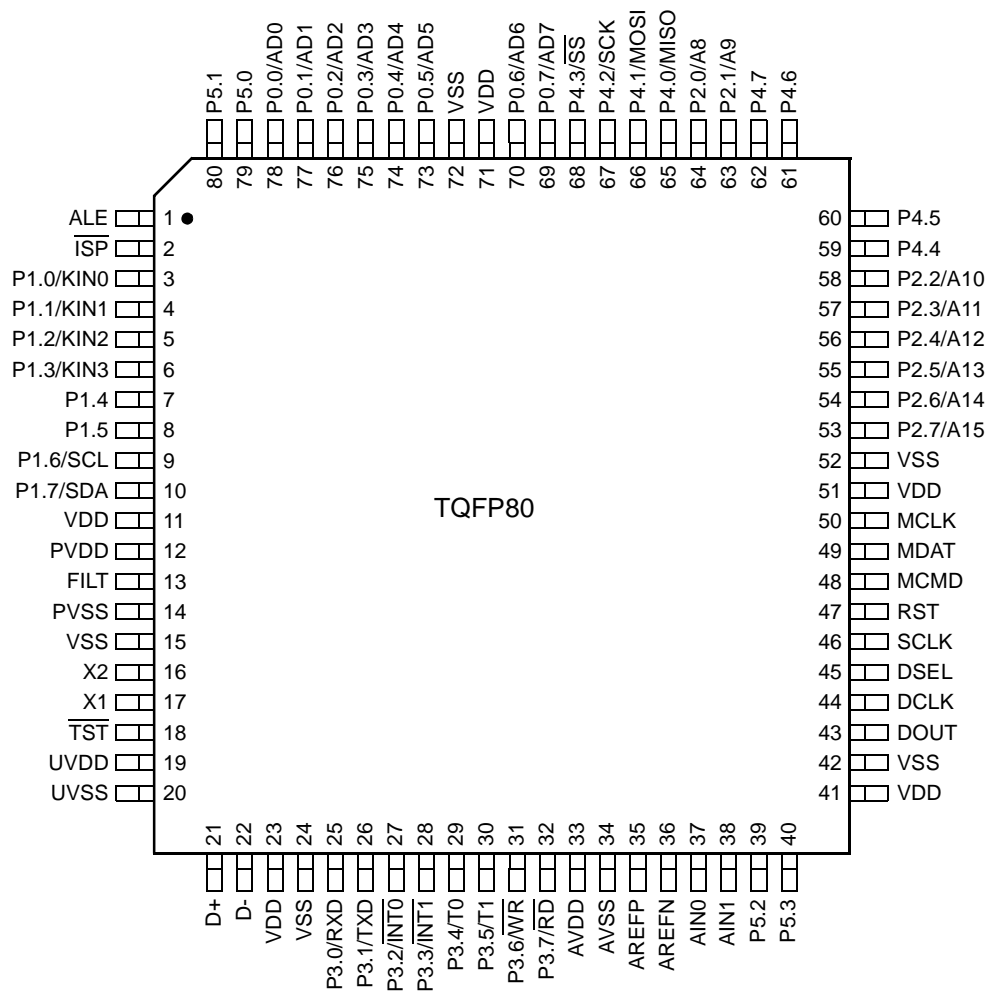 P5.1
P5.0
P0.0/AD0
P0.1/AD1
P0.2/AD2
P0.3/AD3
P0.4/AD4
P0.5/AD5
VSS
VDD
P0.6/AD6
P0.7/AD7
P4.3/SS
P4.2/SCK
P4.1/MOSI
P4.0/MISO
P2.0/A8
P2.1/A9
P4.7
P4.6
80
79
78
77
76
75
74
73
72
71
70
69
68
67
66
65
64
63
62
61
ALE 1
ISP 2
P1.0/KIN0 3
P1.1/KIN1 4
P1.2/KIN2 5
P1.3/KIN3 6
P1.4 7
P1.5 8
P1.6/SCL 9
P1.7/SDA 10
VDD 11
PVDD 12
FILT 13
PVSS 14
VSS 15
X2 16
X1 17
TST 18
UVDD 19
UVSS 20
TQFP80
60 P4.5
59 P4.4
58 P2.2/A10
57 P2.3/A11
56 P2.4/A12
55 P2.5/A13
54 P2.6/A14
53 P2.7/A15
52 VSS
51 VDD
50 MCLK
49 MDAT
48 MCMD
47 RST
46 SCLK
45 DSEL
44 DCLK
43 DOUT
42 VSS
41 VDD
21
22
23
24
25
26
27
28
29
30
31
32
33
34
35
36
37
38
39
40
D+
D-
VDD
VSS
P3.0/RXD
P3.1/TXD
P3.2/INT0
P3.3/INT1
P3.4/T0
P3.5/T1
P3.6/WR
P3.7/RD
AVDD
AVSS
AREFP
AREFN
AIN0
AIN1
P5.2
P5.3